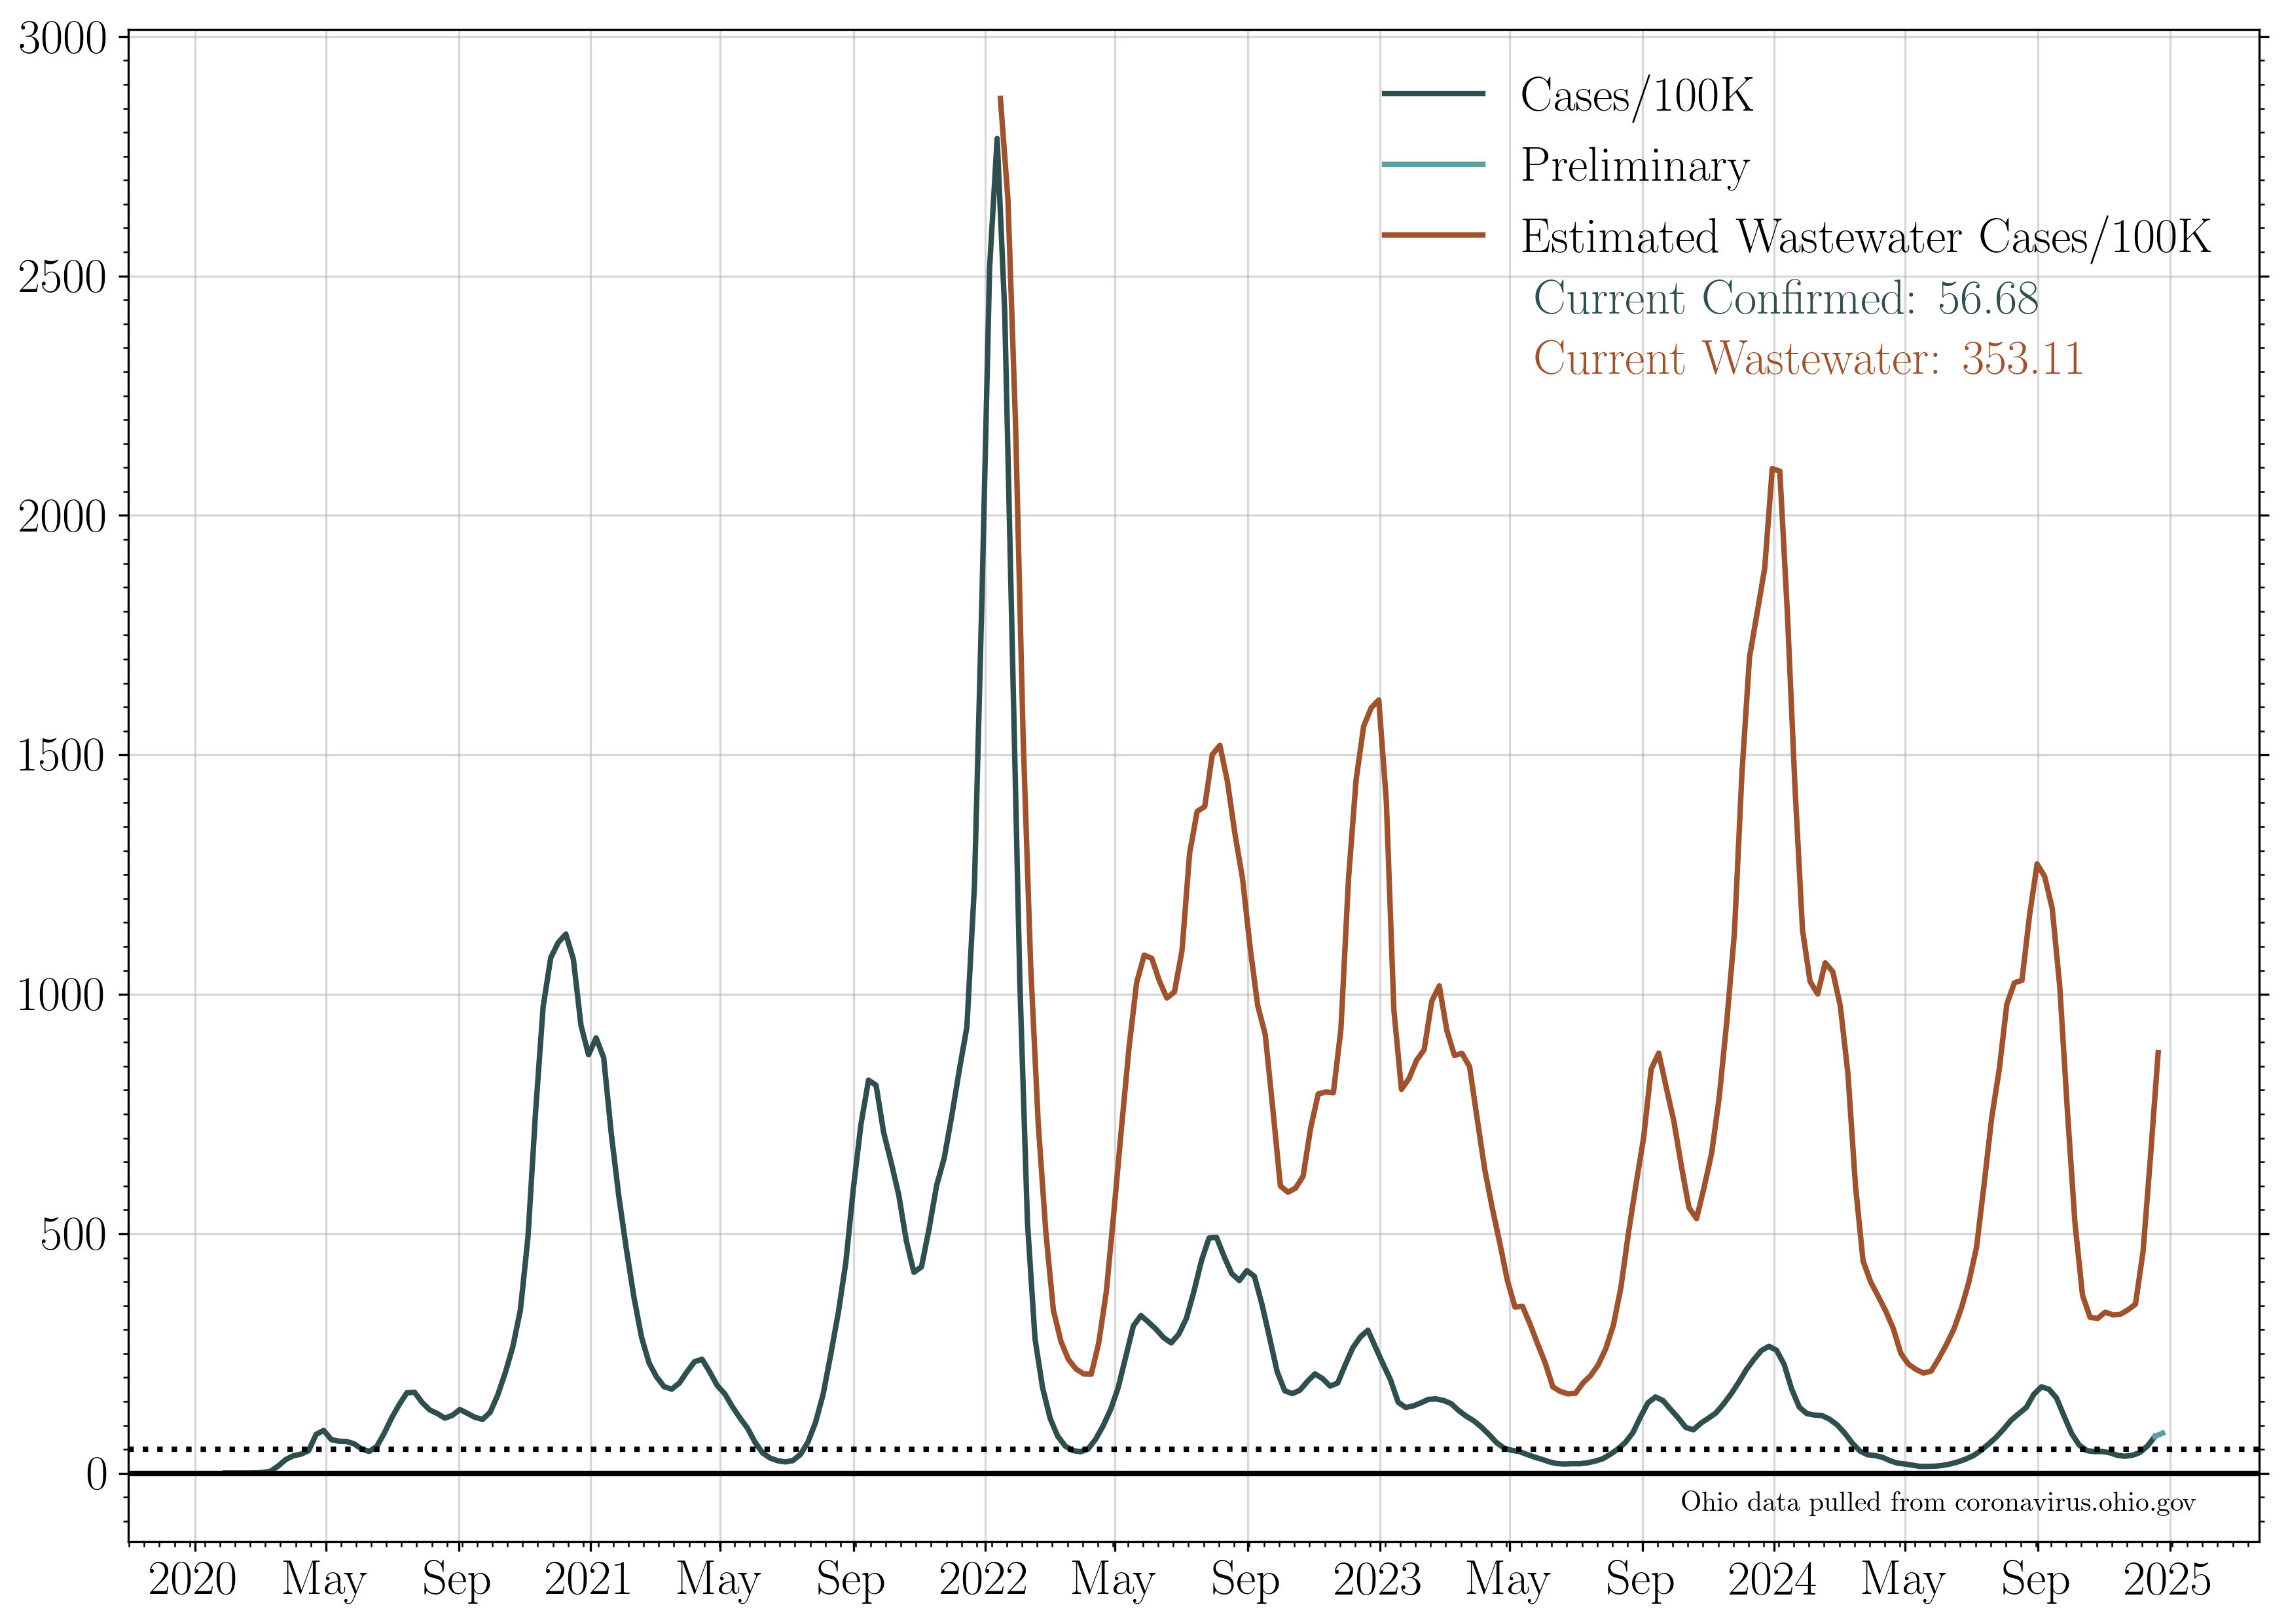 3000
2500
2000
1500
1000
500
0
Cases/100K
Preliminary
Estimated Wastewater Cases/100K
Current Confirmed: 56.68
Current Wastewater: 353.11
Ohio data pulled from coronavirus.ohio.gov
2020 May Sep 2021 May Sep 2022 May Sep 2023 May Sep 2024 May Sep 2025